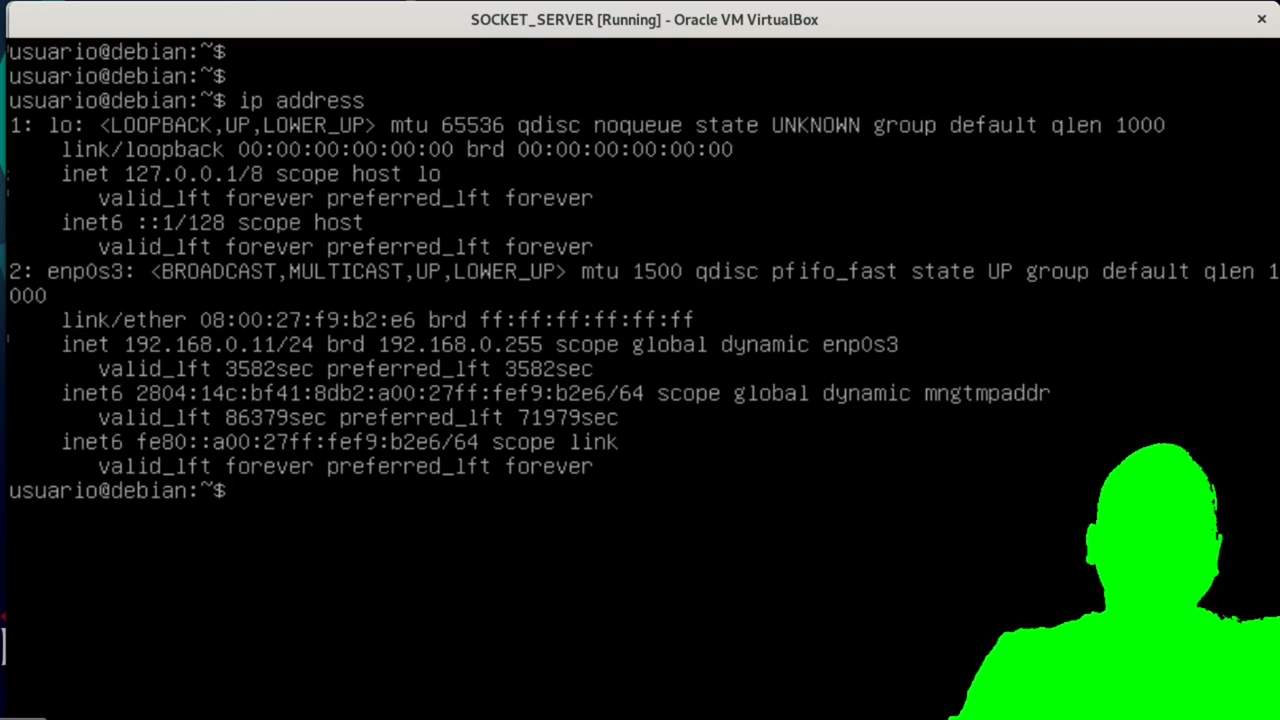 SOCKET_SERVER [Running] - Oracle VM VirtualBox
usuario@debian:~$
usuario@debian:~$
usuario@debian:~$ ip address
1: lo: <LOOPBACK,UP,LOWER_UP> mtu 65536 qdisc noqueue state UNKNOWN group default qlen 1000
link/loopback 00:00:00:00:00:00 brd 00:00:00:00:00:00
inet 127.0.0.1/8 scope host lo
valid_lft forever preferred_lft forever
inet6 ::1/128 scope host
valid_lft forever preferred_lft forever
2: enp0s3: <BROADCAST,MULTICAST,UP,LOWER_UP> mtu 1500 qdisc pfifo_fast state UP group default qlen 1
000
link/ether 08:00:27:f9:b2:e6 brd ff:ff:ff:ff:ff:ff
inet 192.168.0.11/24 brd 192.168.0.255 scope global dynamic enp0s3
valid_lft 3582sec preferred_lft 3582sec
inet6 2804:14c:bf41:8db2:a00:27ff:fef9:b2e6/64 scope global dynamic mngtmpaddr
valid_lft 86379sec preferred_lft 71979sec
inet6 fe80::a00:27ff:fef9:b2e6/64 scope link
valid_lft forever preferred_lft forever
usuario@debian:~$